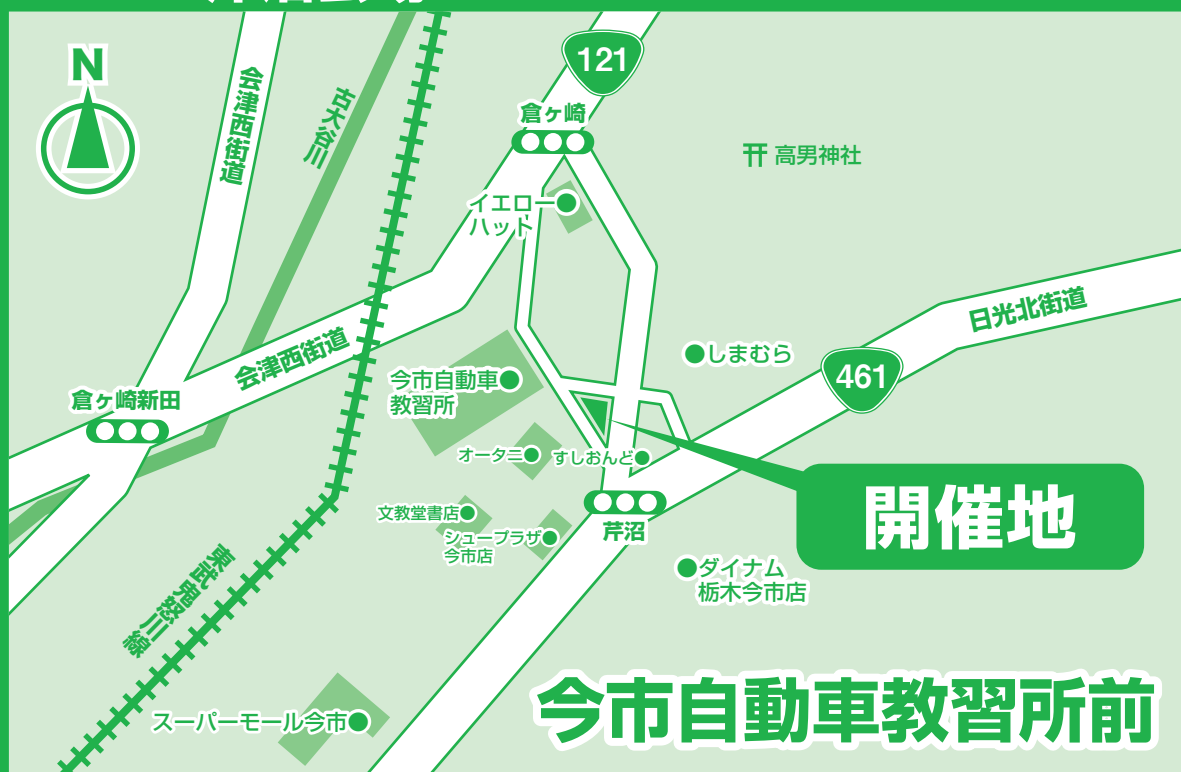 N
会津西街道
古大谷川
121
倉ヶ崎
高男神社
イエロー
ハット
日光北街道
会津西街道
しまむら
461
今市自動車
教習所
倉ヶ崎新田
オータニ
すしおんど
開催地
文教堂書店
シュープラザ
今市店
芹沼
ダイナム
栃木今市店
東武鬼怒川線
スーパーモール今市
今市自動車教習所前